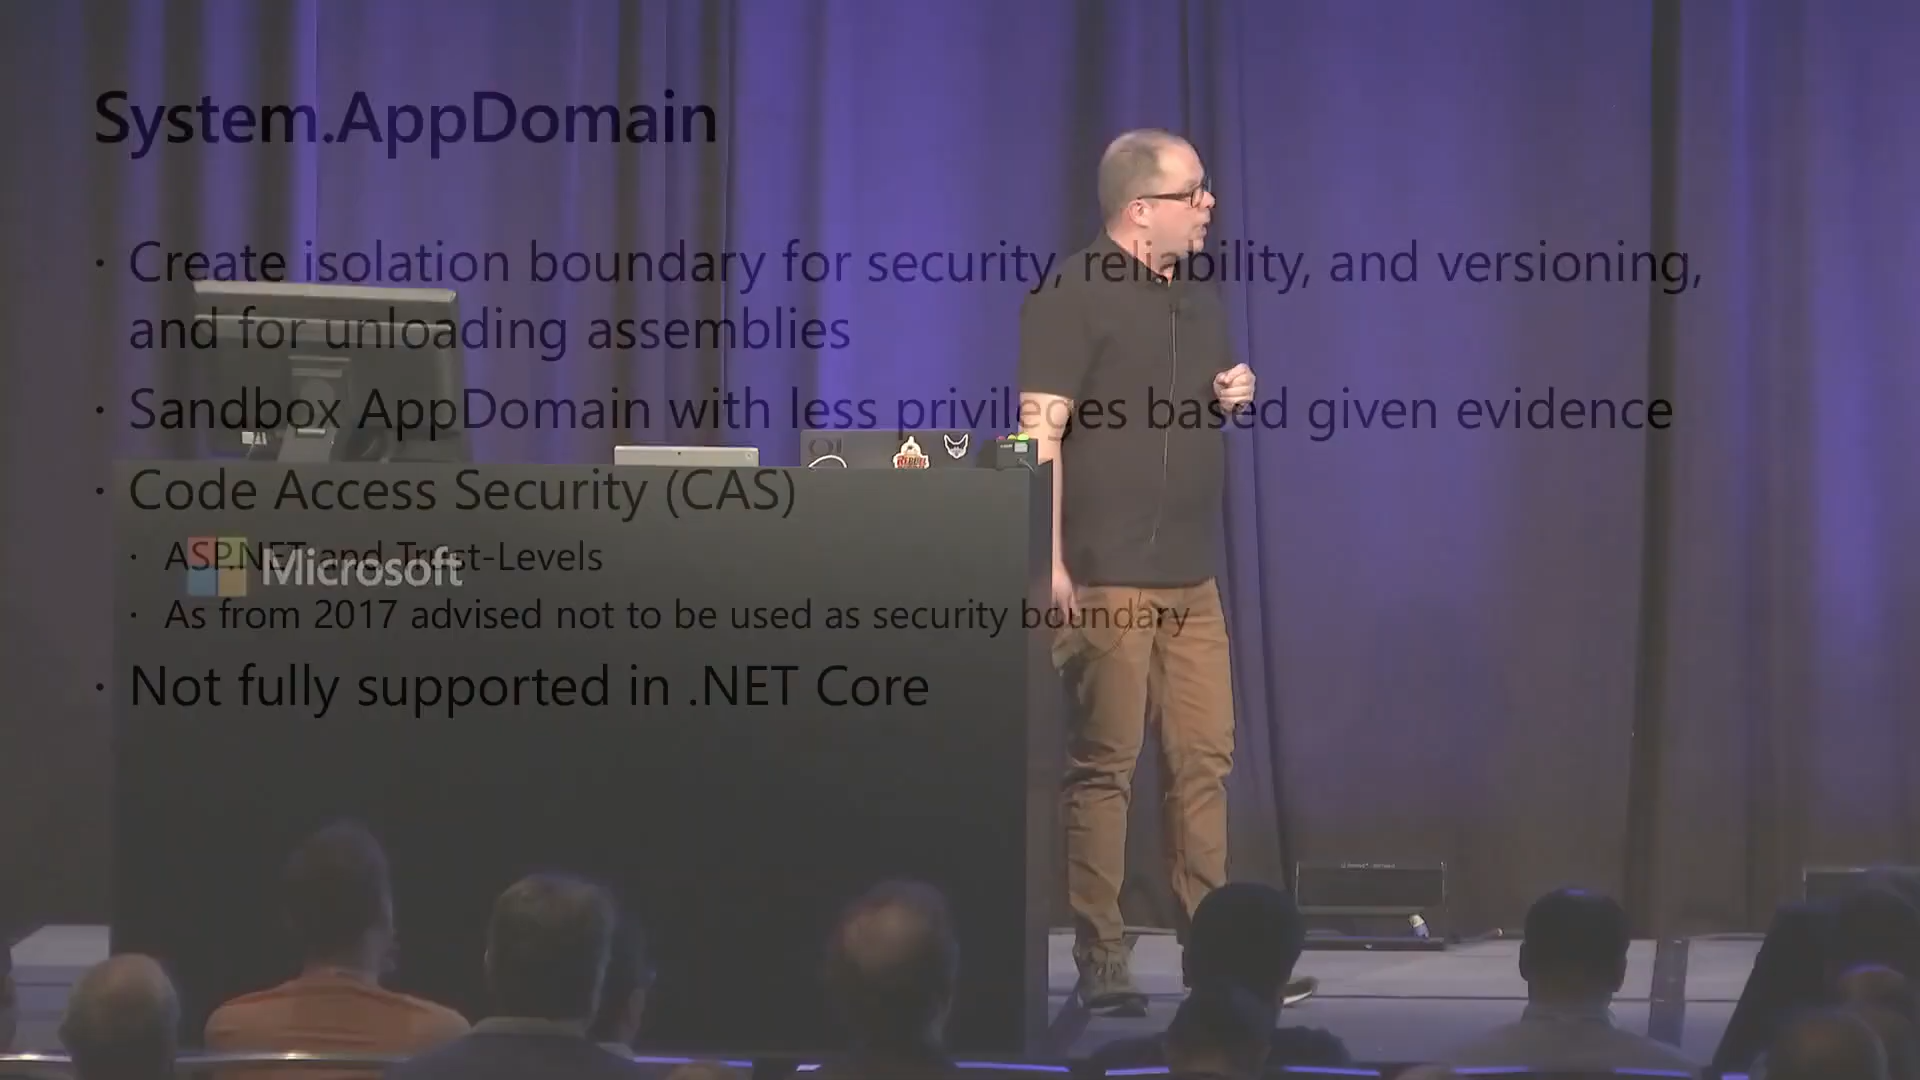 System.AppDomain
· Create isolation boundary for security, reliability, and versioning,
and for unloading assemblies
· Sandbox AppDomain with less privileges based given evidence
· Code Access Security (CAS)
· ASP.NET and Trust-Levels
Microsoft
· As from 2017 advised not to be used as security boundary
· Not fully supported in .NET Core